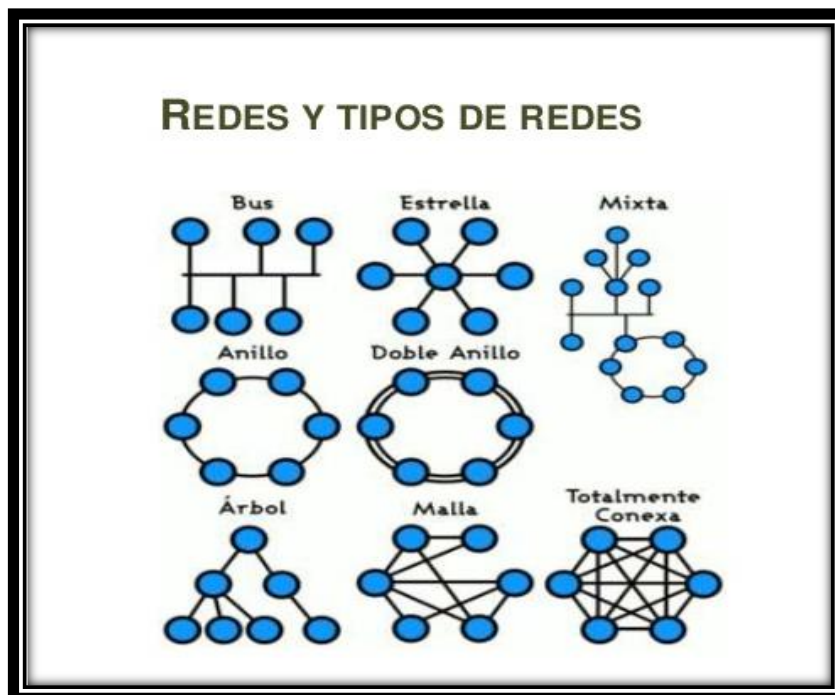 REDES Y TIPOS DE REDES
Bus
Estrella
Mixta
Anillo
Doble Anillo
Árbol
Malla
Totalmente
Conexa